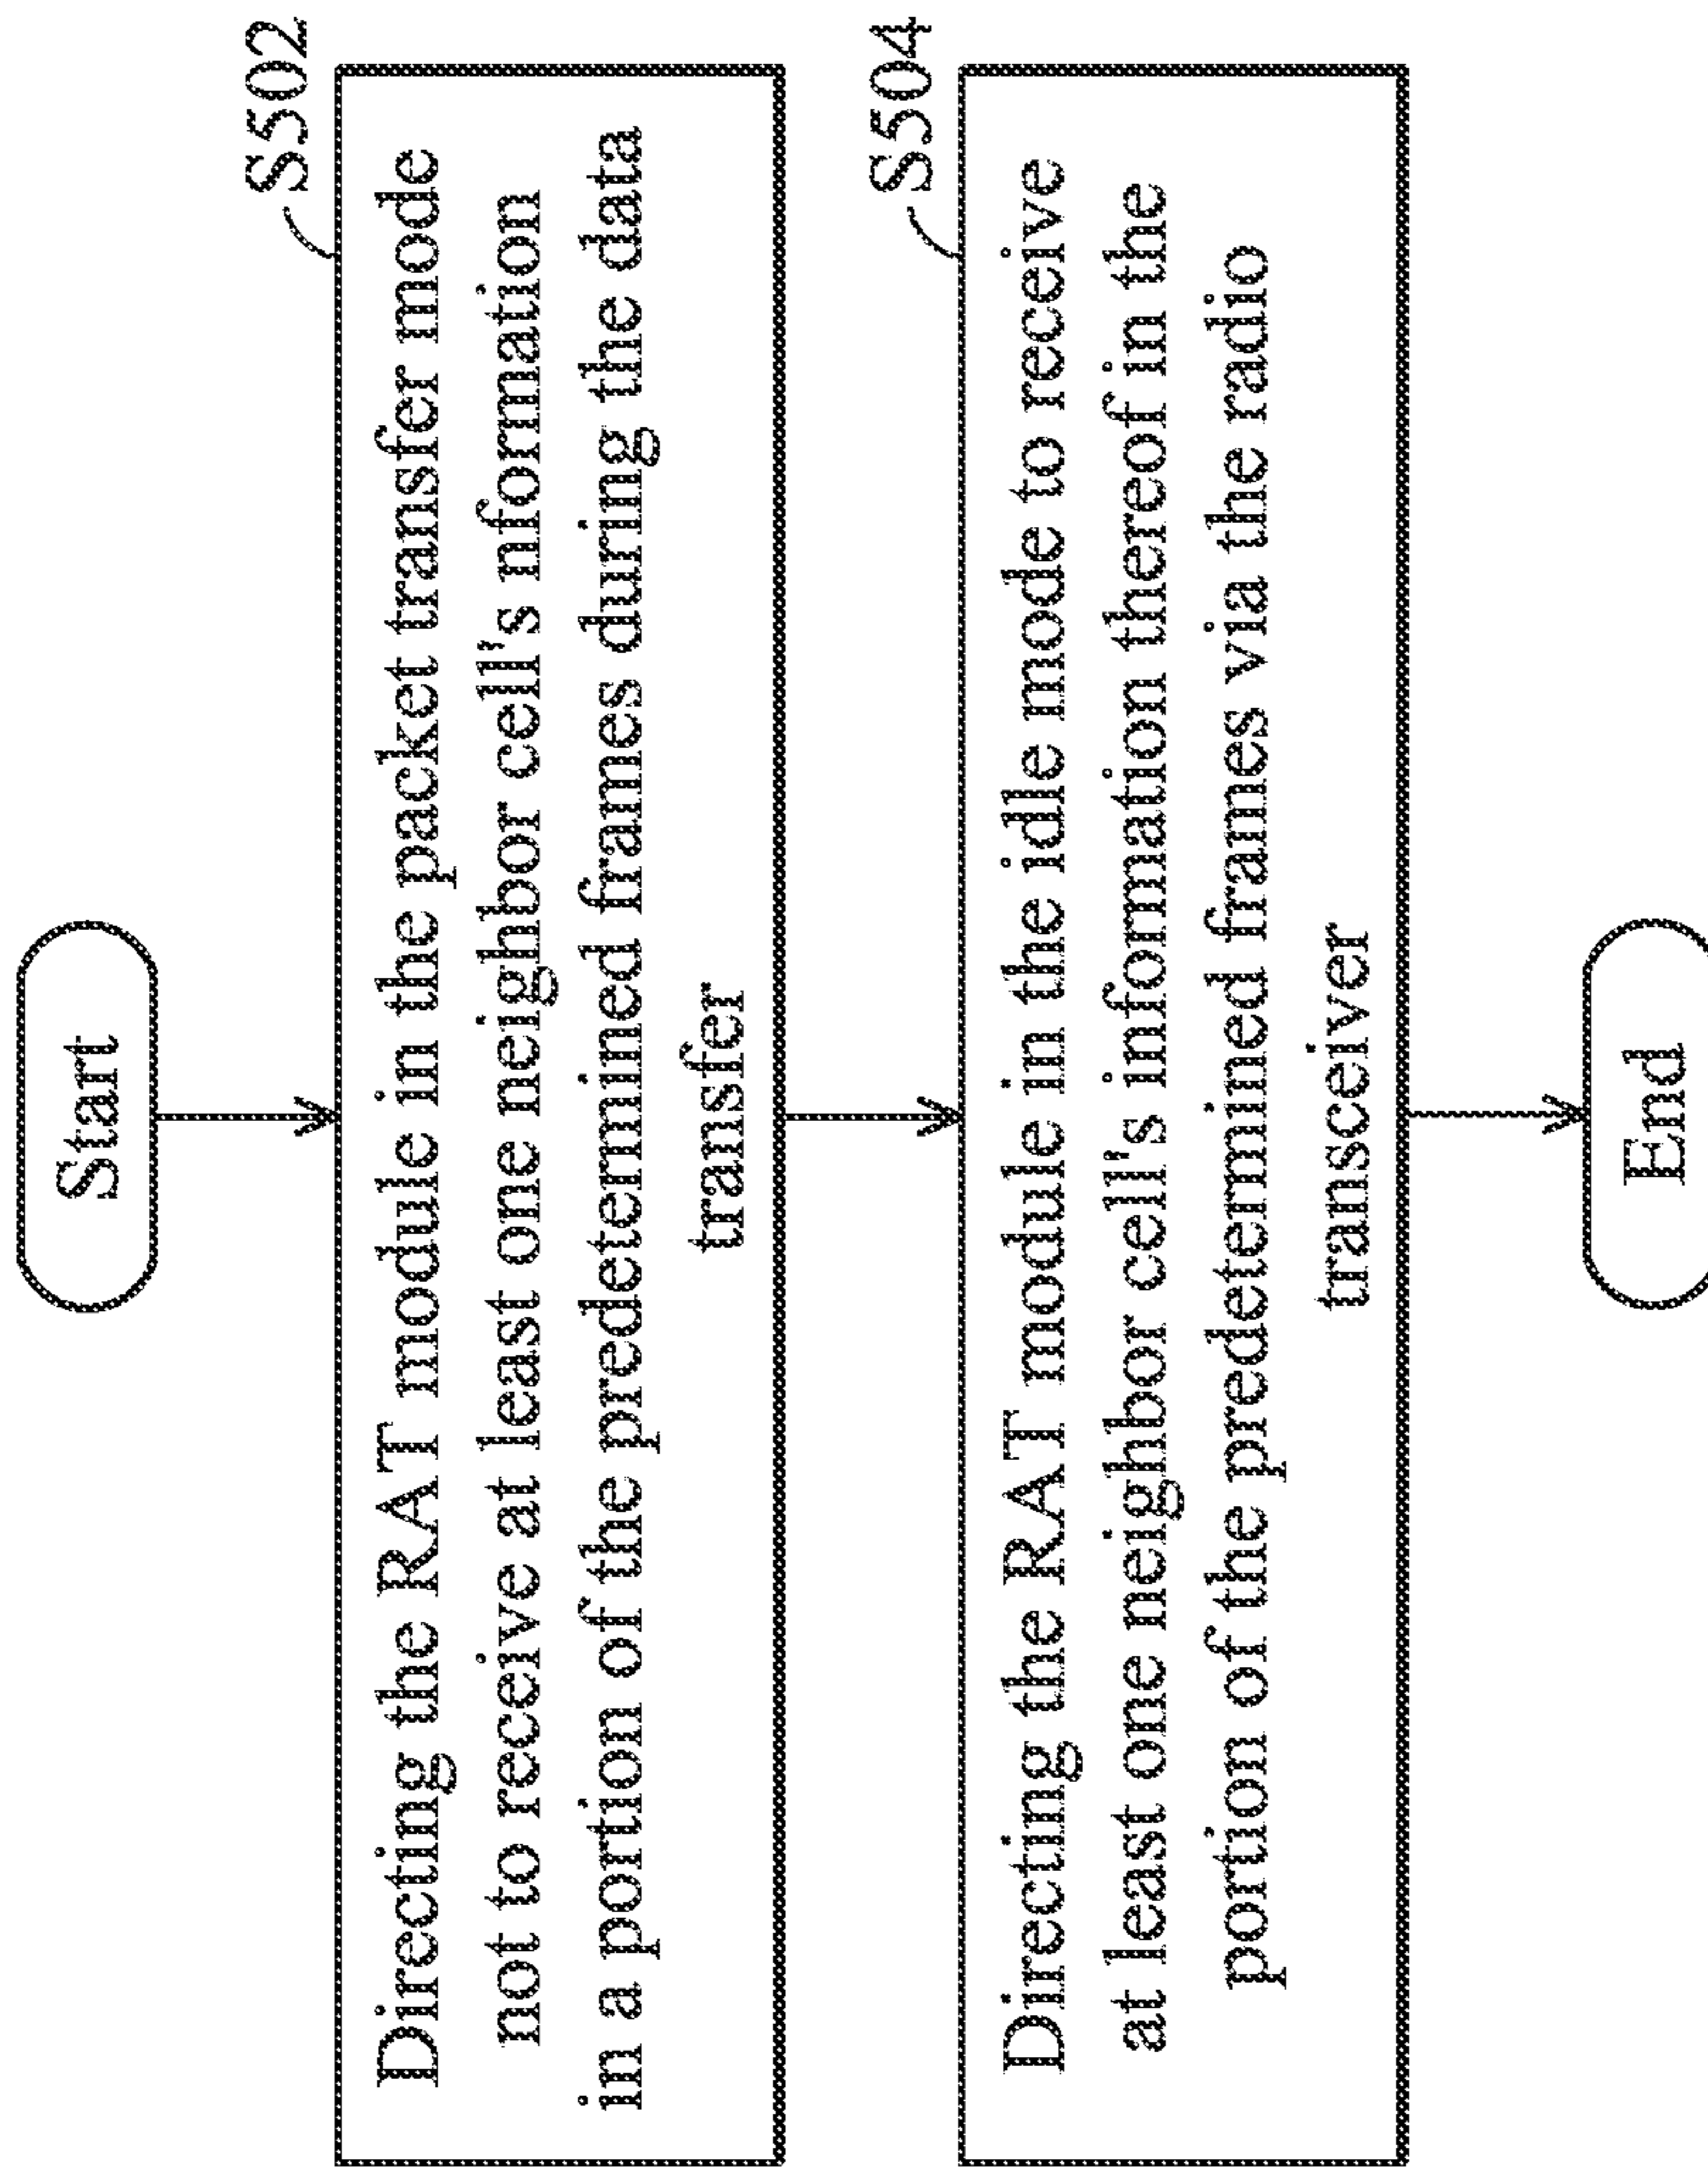 Start
S502
Directing the RAT module in the packet transfer mode
not to receive at least one neighbor cell's nformation
in a portion of the predetermined frames during the data
transfer
S504
Directing the RAT module in the idle mode to receive
at least one neighbor cell's information thereof in the
portion of the predetermined frames via the radio
transceiver
End